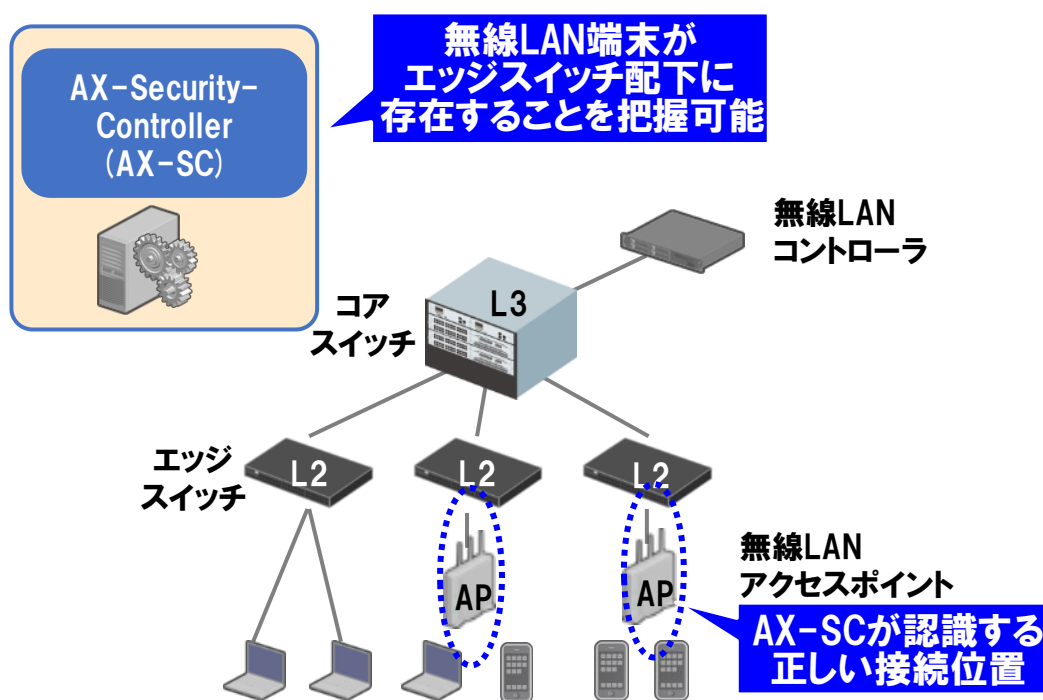 無線LAN端末が
エッジスイッチ配下に
存在することを把握可能
AX-Security-
Controller
(AX-SC)
無線LAN
コントローラ
コア
スイッチ
L3
エッジ
スイッチ
L2
L2
L2
無線LAN
アクセスポイント
AP
AP
AX-SCが認識する
正しい接続位置